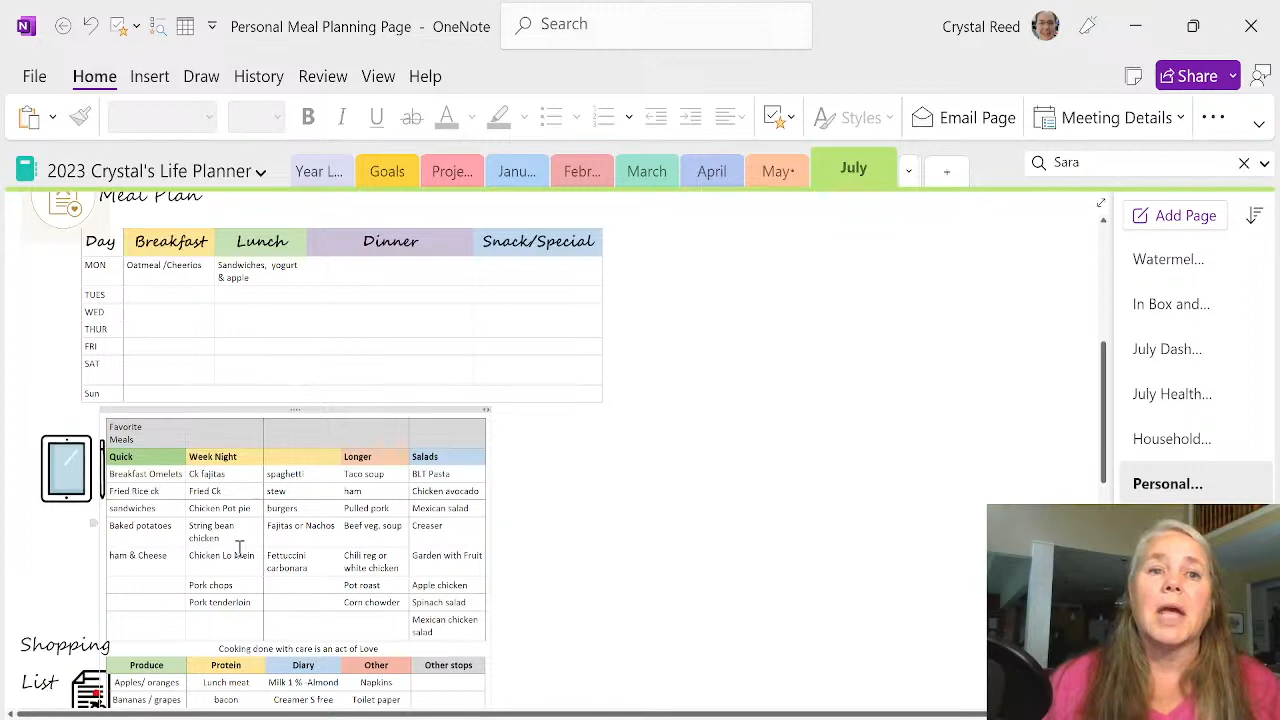 Personal Meal Planning Page - OneNote
Search
Crystal Reed
File Home Insert Draw History Review View Help
Share
B I U ab A
Styles
Email Page
Meeting Details
2023 Crystal's Life Planner
Year L...
Goals
Proje...
Janu...
Febr...
March
April
May
July
+
Sara
Meal Plan
Add Page
Day Breakfast Lunch Dinner Snack/Special
MON Oatmeal /Cheerios Sandwiches, yogurt
& apple
TUES
WED
THUR
FRI
SAT
Sun
Watermel...
In Box and...
July Dash...
July Health...
Household...
Personal...
Favorite
Meals
Quick Week Night Longer Salads
Breakfast Omelets Ck fajitas spaghetti Taco soup BLT Pasta
Fried Rice ck Fried Ck stew ham Chicken avocado
sandwiches Chicken Pot pie burgers Pulled pork Mexican salad
Baked potatoes String bean Fajitas or Nachos Beef veg. soup Creaser
chicken
ham & Cheese Chicken Lo Mein Fettuccini Chili reg or Garden with Fruit
carbonara white chicken
Pork chops Pot roast Apple chicken
Pork tenderloin Corn chowder Spinach salad
Mexican chicken
salad
Cooking done with care is an act of Love
Shopping
List
Produce Protein Diary Other Other stops
Apples/ oranges Lunch meat Milk 1% -Almond Napkins
Bananas / grapes bacon Creamer S free Toilet paper